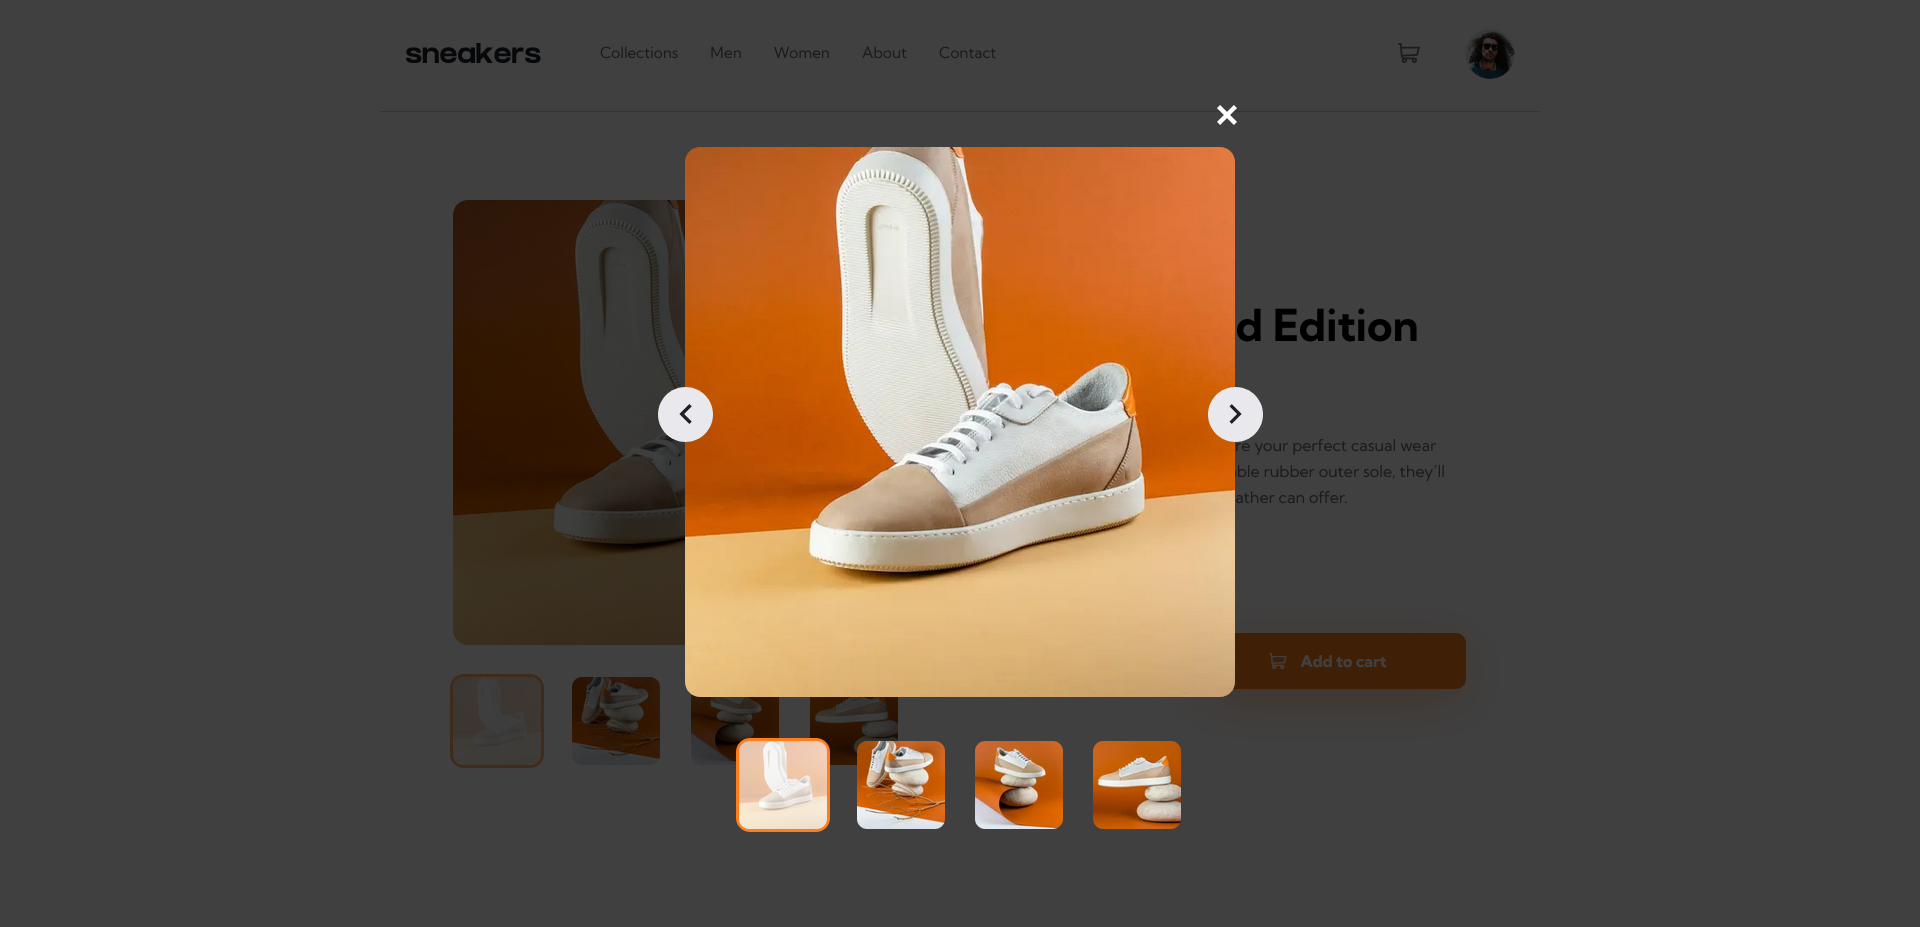 sneakers
Collections
Men
Women
About
Contact
d Edition
re your perfect casual wear
ble rubber outer sole, they'll
ather can offer.
Add to cart